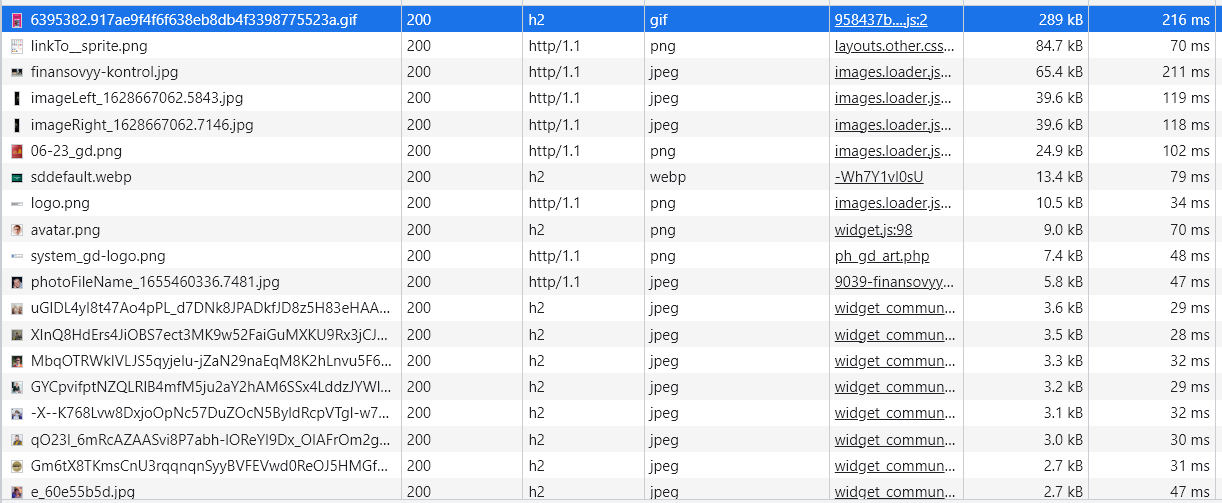 6395382.917ae9f4f6f638eb8db4f3398775523a.gif 200 h2 gif 958437b....js:2 289 kB 216 ms
linkTo__sprite.png 200 http/1.1 png layouts.other.css... 84.7 kB 70 ms
finansovyy-kontrol.jpg 200 http/1.1 jpeg images.loader.js... 65.4 kB 211 ms
imageLeft_1628667062.5843.jpg 200 http/1.1 jpeg images.loader.js... 39.6 kB 119 ms
imageRight_1628667062.7146.jpg 200 http/1.1 jpeg images.loader.js... 39.6 kB 118 ms
06-23_gd.png 200 http/1.1 png images.loader.js... 24.9 kB 102 ms
sddefault.webp 200 h2 webp -Wh7Y1vI0sU 13.4 kB 79 ms
logo.png 200 http/1.1 png images.loader.js... 10.5 kB 34 ms
avatar.png 200 h2 png widget.js:98 9.0 kB 70 ms
system_gd-logo.png 200 http/1.1 png ph_gd_art.php 7.4 kB 48 ms
photoFileName_1655460336.7481.jpg 200 http/1.1 jpeg 9039-finansovyy... 5.8 kB 47 ms
uGIDL4yI8t47Ao4pPL_d7DNk8JPADkfJD8z5H83eHAA... 200 h2 jpeg widget_commun... 3.6 kB 29 ms
XInQ8HdErs4JiOBS7ect3MK9w52FaiGuMXKU9Rx3jCJ... 200 h2 jpeg widget_commun... 3.5 kB 28 ms
MbqOTRWkIVLJS5qyjelu-jZaN29naEqM8K2hLnvu5F6... 200 h2 jpeg widget_commun... 3.3 kB 32 ms
GYCpvifptNZQLRIB4mfM5ju2aY2hAM6SSx4LddzJYWI... 200 h2 jpeg widget_commun... 3.2 kB 29 ms
-X--K768Lvw8DxjoOpNc57DuZOcN5ByIdRcpVTgI-w7... 200 h2 jpeg widget_commun... 3.1 kB 32 ms
qO23I_6mRcAZAASvi8P7abh-IOReYI9Dx_OIAFrOm2g... 200 h2 jpeg widget_commun... 3.0 kB 30 ms
Gm6tX8TKmsCnU3rqqnqnSyyBVFEVwd0ReOJ5HMGf... 200 h2 jpeg widget_commun... 2.7 kB 31 ms
e_60e55b5d.jpg 200 h2 jpeg widget_commun... 2.7 kB 47 ms